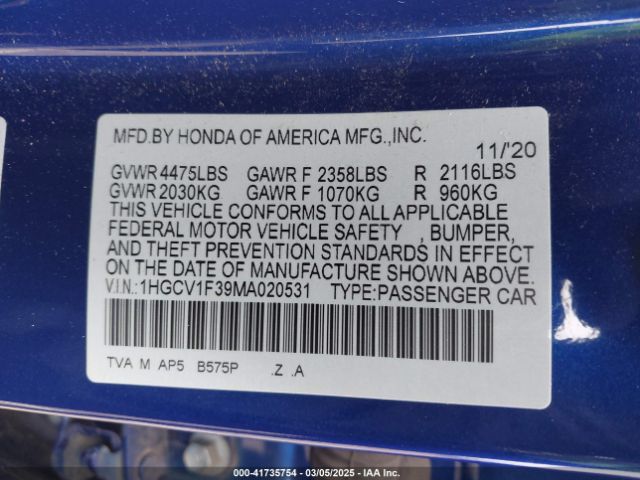 MFD.BY HONDA OF AMERICA MFG.,INC.
11/'20
GVWR 4475LBS GAWR F 2358LBS R 2116LBS
GVWR 2030KG GAWR F 1070KG R 960KG
THIS VEHICLE CONFORMS TO ALL APPLICABLE
FEDERAL MOTOR VEHICLE SAFETY , BUMPER,
AND THEFT PREVENTION STANDARDS IN EFFECT
ON THE DATE OF MANUFACTURE SHOWN ABOVE.
V.I.N.:1HGCV1F39MA020531 TYPE:PASSENGER CAR
TVA M AP5 B575P .Z .A
000-41735754 — 03/05/2025 — IAA Inc.